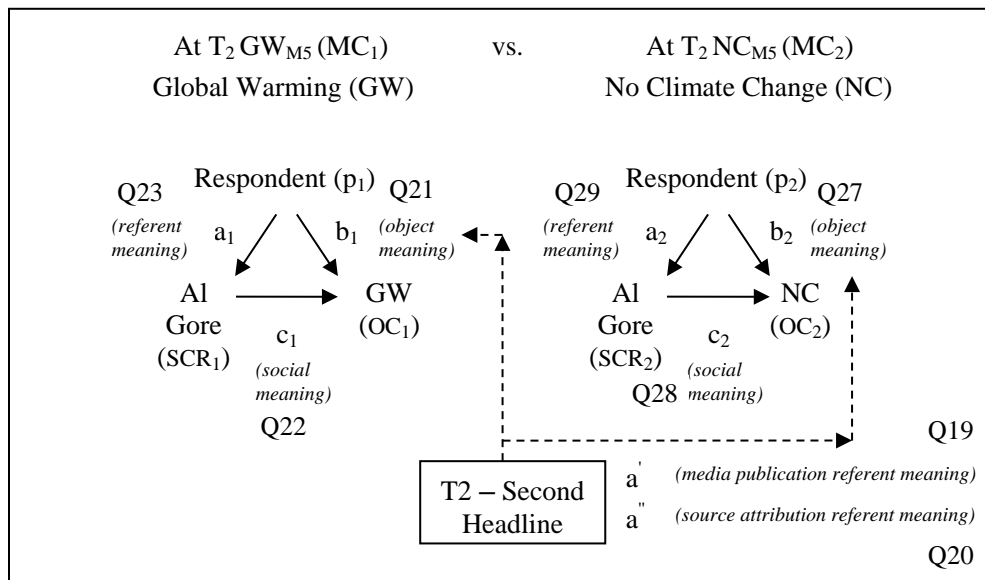 At T2 GWM5 (MC1) vs. At T2 NCM5 (MC2)
Global Warming (GW) No Climate Change (NC)
Respondent (p1) Respondent (p2)
Q23 Q21 Q29 Q27
(referent meaning) a1 b1 (object meaning) (referent meaning) a2 b2 (object meaning)
Al Gore (SCR1) GW (OC1) Al Gore (SCR2) NC (OC2)
c1 c2
(social meaning) Q28 (social meaning)
Q22
Q19
T2 – Second Headline
a' (media publication referent meaning)
a" (source attribution referent meaning)
Q20